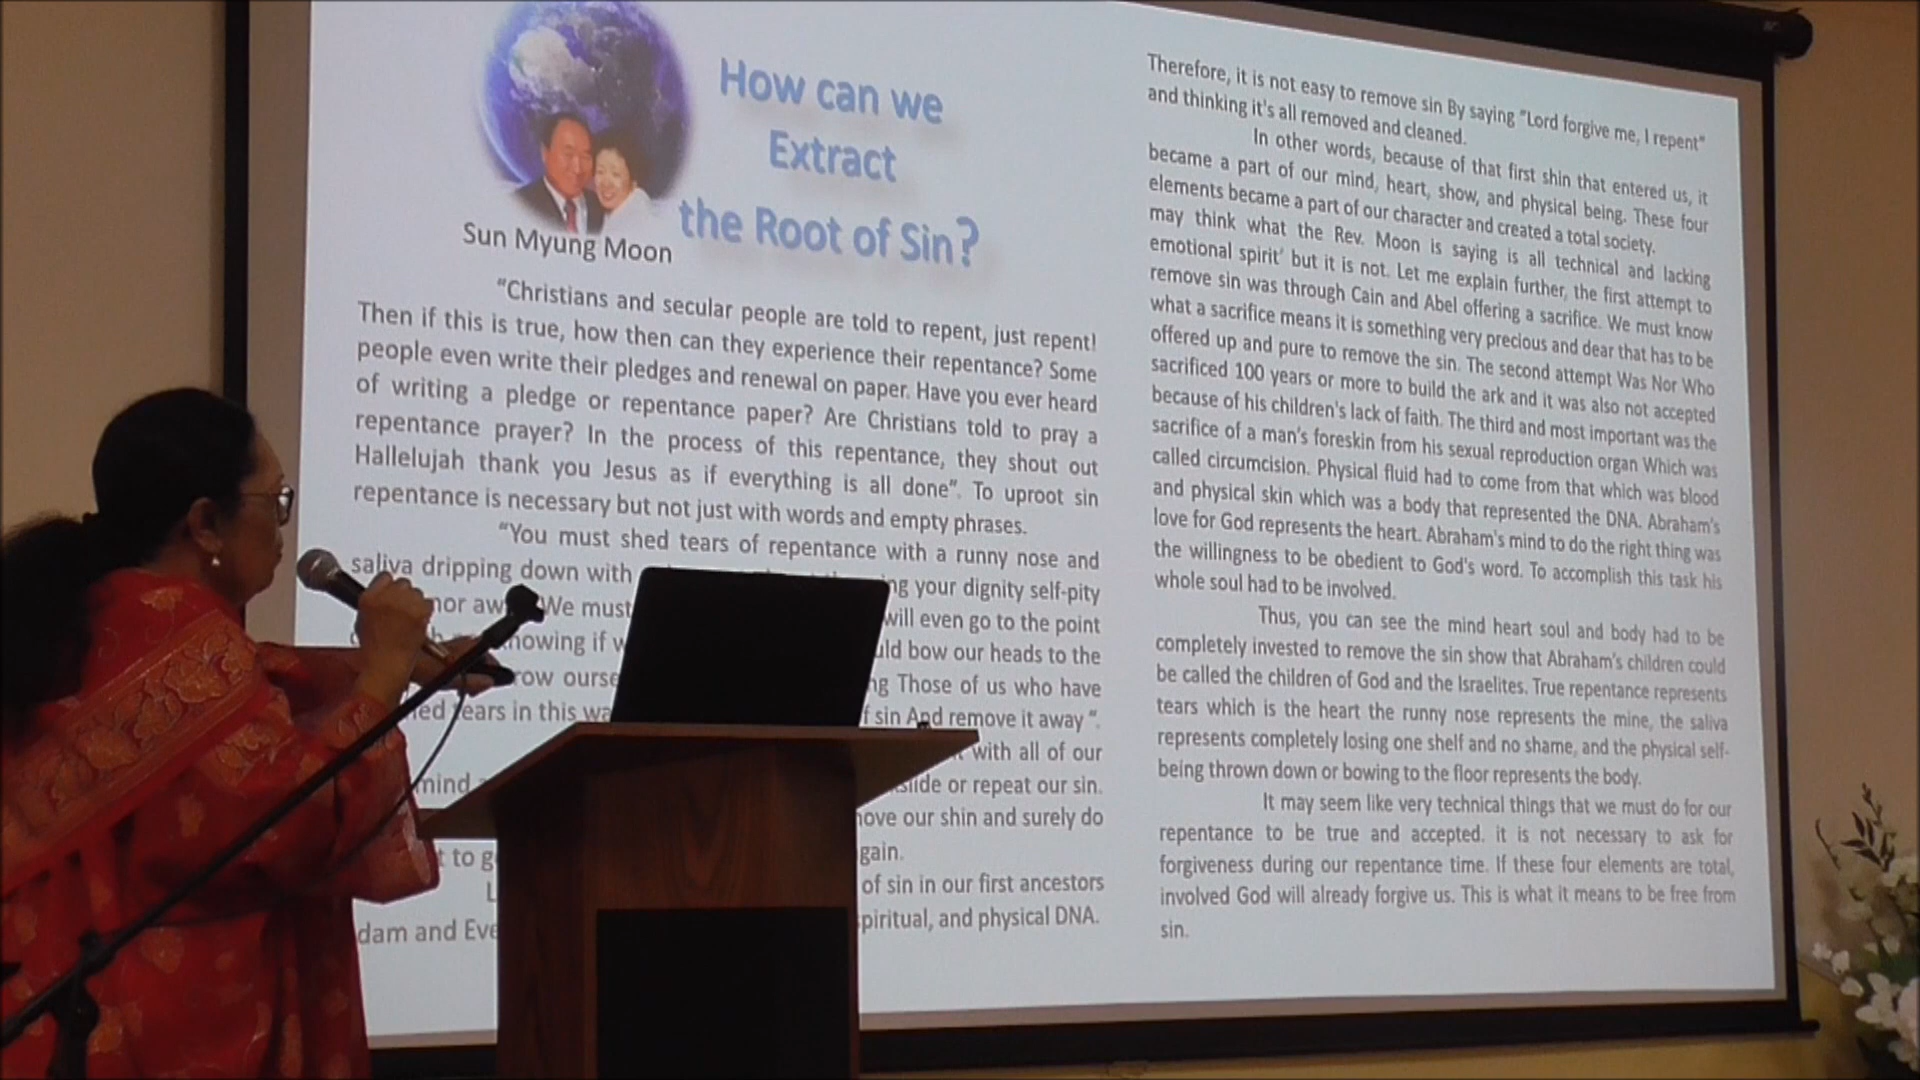 How can we
Extract
the Root of Sin?
Sun Myung Moon
“Christians and secular people are told to repent, just repent!
Then if this is true, how then can they experience their repentance? Some
people even write their pledges and renewal on paper. Have you ever heard
of writing a pledge or repentance paper? Are Christians told to pray a
repentance prayer? In the process of this repentance, they shout out
Hallelujah thank you Jesus as if everything is all done”. To uproot sin
repentance is necessary but not just with words and empty phrases.
“You must shed tears of repentance with a runny nose and
saliva dripping down with your dignity self-pity
We must will even go to the point
if bow our heads to the
Those of us who have
tears in this sin And remove it away “.
with all of our
mind or repeat our sin.
our shin and surely do
to
of sin in our first ancestors
and Eve and physical DNA.
Therefore, it is not easy to remove sin By saying “Lord forgive me, I repent”
and thinking it's all removed and cleaned.
In other words, because of that first shin that entered us, it
became a part of our mind, heart, show, and physical being. These four
elements became a part of our character and created a total society.
may think what the Rev. Moon is saying is all technical and lacking
emotional spirit’ but it is not. Let me explain further, the first attempt to
remove sin was through Cain and Abel offering a sacrifice. We must know
what a sacrifice means it is something very precious and dear that has to be
offered up and pure to remove the sin. The second attempt Was Nor Who
sacrificed 100 years or more to build the ark and it was also not accepted
because of his children's lack of faith. The third and most important was the
sacrifice of a man’s foreskin from his sexual reproduction organ Which was
called circumcision. Physical fluid had to come from that which was blood
and physical skin which was a body that represented the DNA. Abraham’s
love for God represents the heart. Abraham's mind to do the right thing was
the willingness to be obedient to God's word. To accomplish this task his
whole soul had to be involved.
Thus, you can see the mind heart soul and body had to be
completely invested to remove the sin show that Abraham’s children could
be called the children of God and the Israelites. True repentance represents
tears which is the heart the runny nose represents the mine, the saliva
represents completely losing one shelf and no shame, and the physical self-
being thrown down or bowing to the floor represents the body.
It may seem like very technical things that we must do for our
repentance to be true and accepted. it is not necessary to ask for
forgiveness during our repentance time. If these four elements are total,
involved God will already forgive us. This is what it means to be free from
sin.